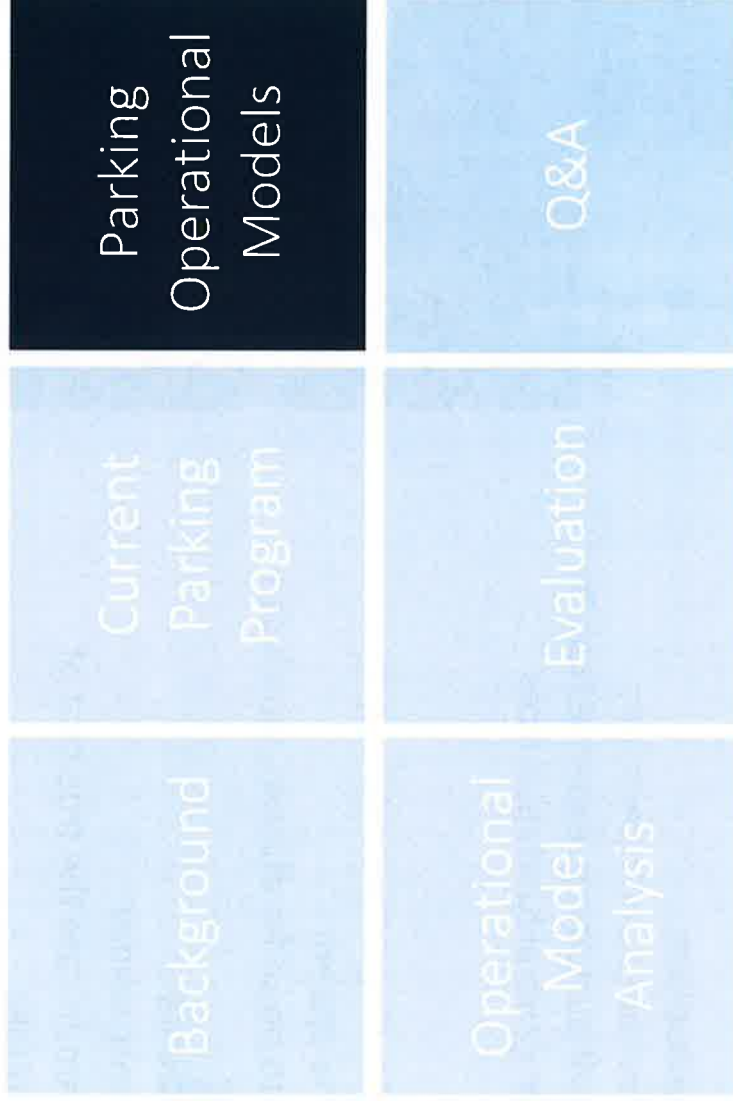 Background
Current
Parking
Program
Parking
Operational
Models
Operational
Model
Analysis
Evaluation
Q&A